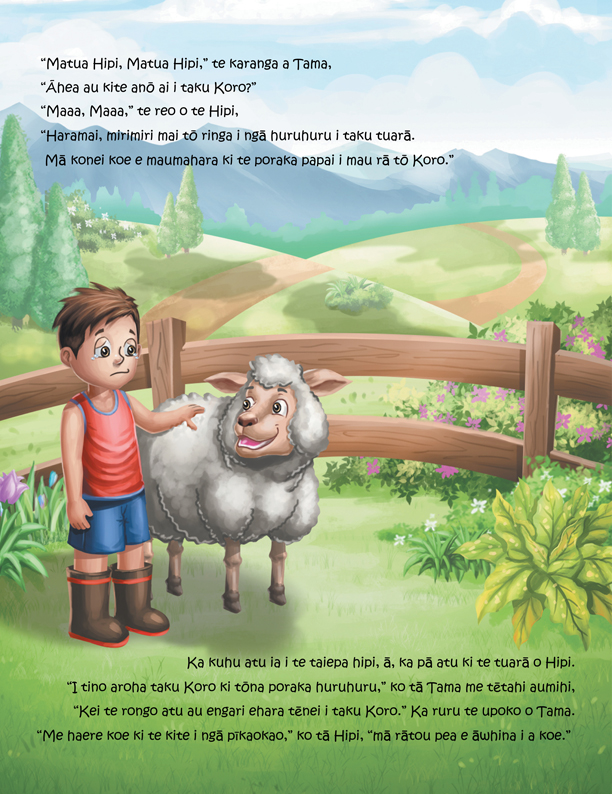 “Matua Hipi, Matua Hipi,” te karanga a Tama,
“Āhea au kite anō ai i taku Koro?”
“Maaa, Maaa,” te reo o te Hipi,
“Haramai, mirimiri mai tō ringa i ngā huruhuru i taku tuarā.
Mā konei koe e maumahara ki te poraka papai i mau rā tō Koro.”
Ka kuhu atu ia i te taiepa hipi, ā, ka pā atu ki te tuarā o Hipi.
“I tino aroha taku Koro ki tōna poraka huruhuru,” ko tā Tama me tētahi aumihi,
“Kei te rongo atu au engari ehara tēnei i taku Koro.” Ka ruru te upoko o Tama.
“Me haere koe ki te kite i ngā pīkaokao,” ko tā Hipi, “mā rātou pea e āwhina i a koe.”